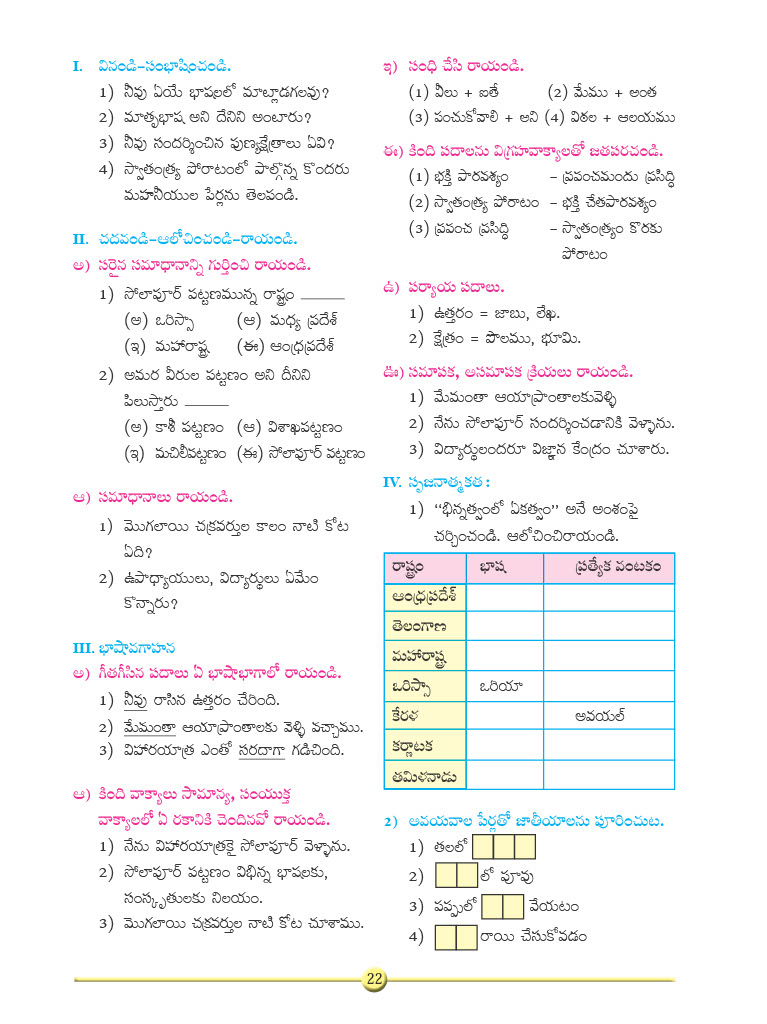 I. వినండి–సంభాషించండి.
1) నీవు ఏయే భాషలలో మాట్లాడగలవు?
2) మాతృభాష అని దేనిని అంటారు?
3) నీవు సందర్శించిన పుణ్యక్షేత్రాలు ఏవి?
4) స్వాతంత్ర్య పోరాటంలో పాల్గొన్న కొందరు
మహనీయుల పేర్లను తెలపండి.
II. చదవండి–ఆలోచించండి–రాయండి.
అ) సరైన సమాధానాన్ని గుర్తించి రాయండి.
1) సోలాపూర్ పట్టణమున్న రాష్ట్రం ______
(అ) ఒరిస్సా (ఆ) మధ్య ప్రదేశ్
(ఇ) మహారాష్ట్ర (ఈ) ఆంధ్రప్రదేశ్
2) అమర వీరుల పట్టణం అని దీనిని
పిలుస్తారు ______
(అ) కాశీ పట్టణం (ఆ) విశాఖపట్టణం
(ఇ) మచిలీపట్టణం (ఈ) సోలాపూర్ పట్టణం
ఆ) సమాధానాలు రాయండి.
1) మొగలాయి చక్రవర్తుల కాలం నాటి కోట
ఏది?
2) ఉపాధ్యాయులు, విద్యార్థులు ఏమేం
కొన్నారు?
III. భాషావగాహన
అ) గీతగీసిన పదాలు ఏ భాషాభాగాలో రాయండి.
1) నీవు రాసిన ఉత్తరం చేరింది.
2) మేమంతా ఆయాప్రాంతాలకు వెళ్ళి వచ్చాము.
3) విహారయాత్ర ఎంతో సరదాగా గడిచింది.
ఆ) కింది వాక్యాలు సామాన్య, సంయుక్త
వాక్యాలలో ఏ రకానికి చెందినవో రాయండి.
1) నేను విహారయాత్రకై సోలాపూర్ వెళ్ళాను.
2) సోలాపూర్ పట్టణం విభిన్న భాషలకు,
సంస్కృతులకు నిలయం.
3) మొగలాయి చక్రవర్తుల నాటి కోట చూశాము.
ఇ) సంధి చేసి రాయండి.
(1) వీలు + ఐతే (2) మేము + అంత
(3) పంచుకోవాలి + అని (4) విఠల + ఆలయము
ఈ) కింది పదాలను విగ్రహవాక్యాలతో జతపరచండి.
(1) భక్తి పారవశ్యం – ప్రపంచమందు ప్రసిద్ధి
(2) స్వాతంత్ర్య పోరాటం – భక్తి చేతపారవశ్యం
(3) ప్రపంచ ప్రసిద్ధి – స్వాతంత్ర్యం కొరకు
పోరాటం
ఉ) పర్యాయ పదాలు.
1) ఉత్తరం = జాబు, లేఖ.
2) క్షేత్రం = పొలము, భూమి.
ఊ) సమాపక, అసమాపక క్రియలు రాయండి.
1) మేమంతా ఆయాప్రాంతాలకువెళ్ళి
2) నేను సోలాపూర్ సందర్శించడానికి వెళ్ళాను.
3) విద్యార్థులందరూ విజ్ఞాన కేంద్రం చూశారు.
IV. సృజనాత్మకత :
1) “భిన్నత్వంలో ఏకత్వం” అనే అంశంపై
చర్చించండి. ఆలోచించిరాయండి.
రాష్ట్రం భాష ప్రత్యేక వంటకం
ఆంధ్రప్రదేశ్
తెలంగాణ
మహారాష్ట్ర
ఒరిస్సా ఒరియా
కేరళ అవయల్
కర్ణాటక
తమిళనాడు
2) అవయవాల పేర్లతో జాతీయాలను పూరించుట.
1) తలలో
2) లో పూవు
3) పప్పులో వేయటం
4) రాయి చేసుకోవడం
22